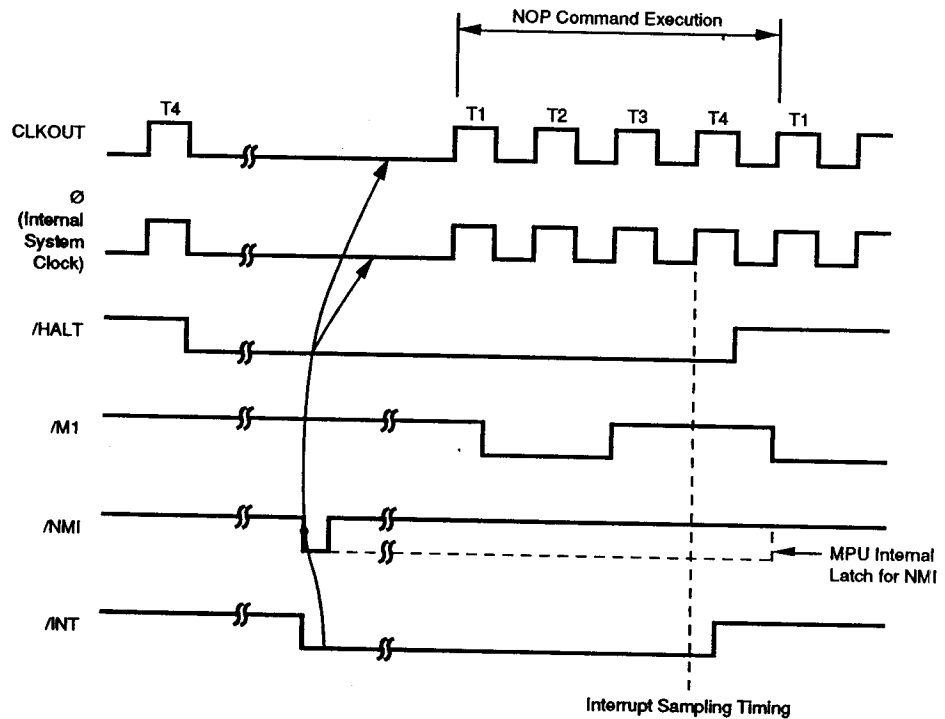 NOP Command Execution
T4
T1
T2
T3
T4
T1
CLKOUT
Ø
(Internal
System
Clock)
/HALT
/M1
/NMI
MPU Internal
Latch for NMI
/INT
Interrupt Sampling Timing